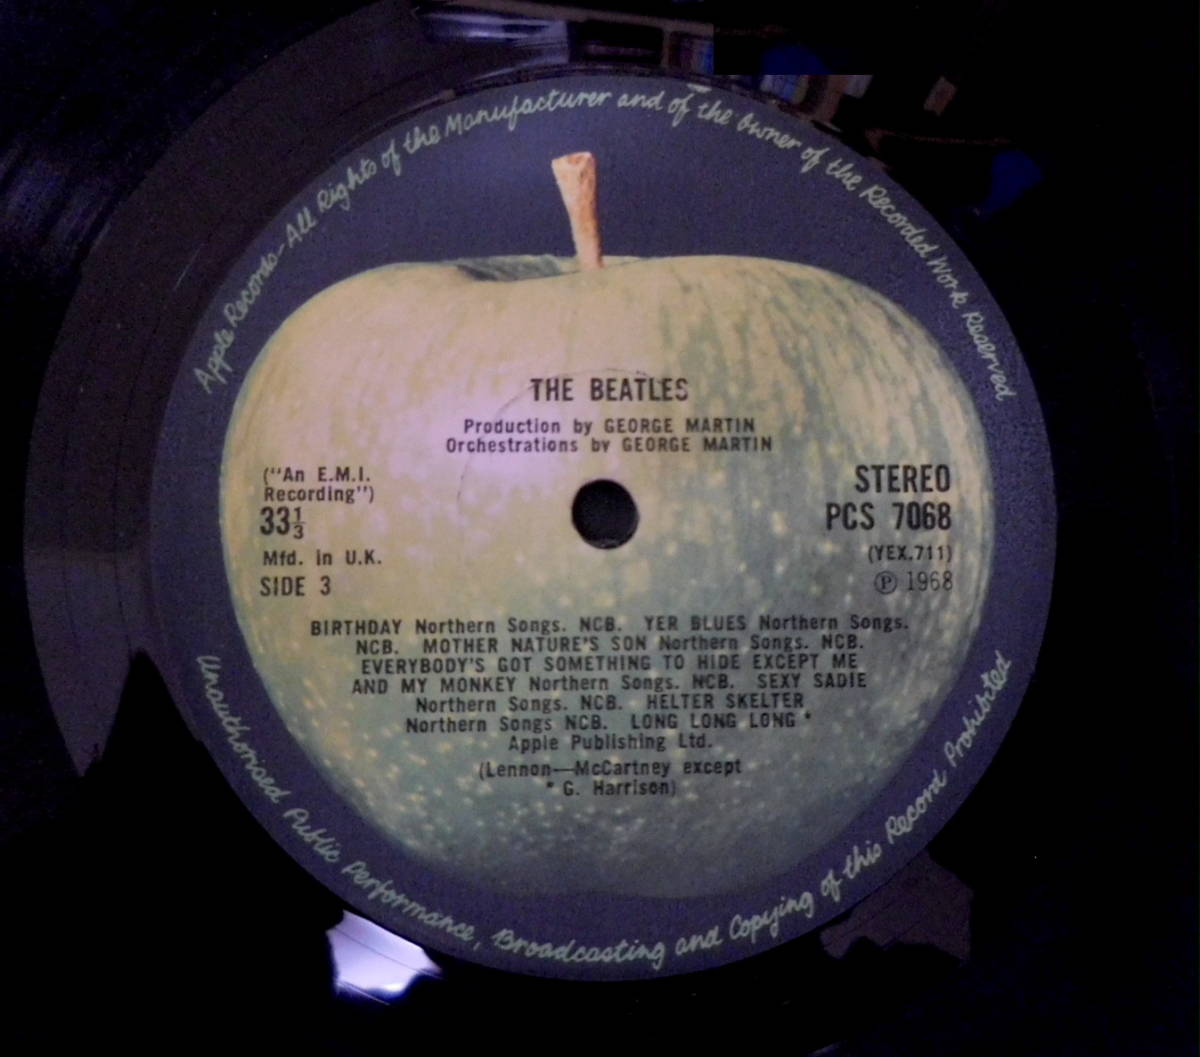 Apple Records-All Rights of the Manufacturer and of the Owner of the Recorded Work Reserved
THE BEATLES
Production by GEORGE MARTIN
Orchestrations by GEORGE MARTIN
("An E.M.I.
Recording")
33⅓
Mfd. in U.K.
SIDE 3
STEREO
PCS 7068
(YEX.711)
℗ 1968
BIRTHDAY Northern Songs. NCB. YER BLUES Northern Songs.
NCB. MOTHER NATURE'S SON Northern Songs. NCB.
EVERYBODY'S GOT SOMETHING TO HIDE EXCEPT ME
AND MY MONKEY Northern Songs. NCB. SEXY SADIE
Northern Songs. NCB. HELTER SKELTER
Northern Songs NCB. LONG LONG LONG *
Apple Publishing Ltd.
(Lennon—McCartney except
* G. Harrison)
Unauthorised Public Performance, Broadcasting and Copying of this Record Prohibited